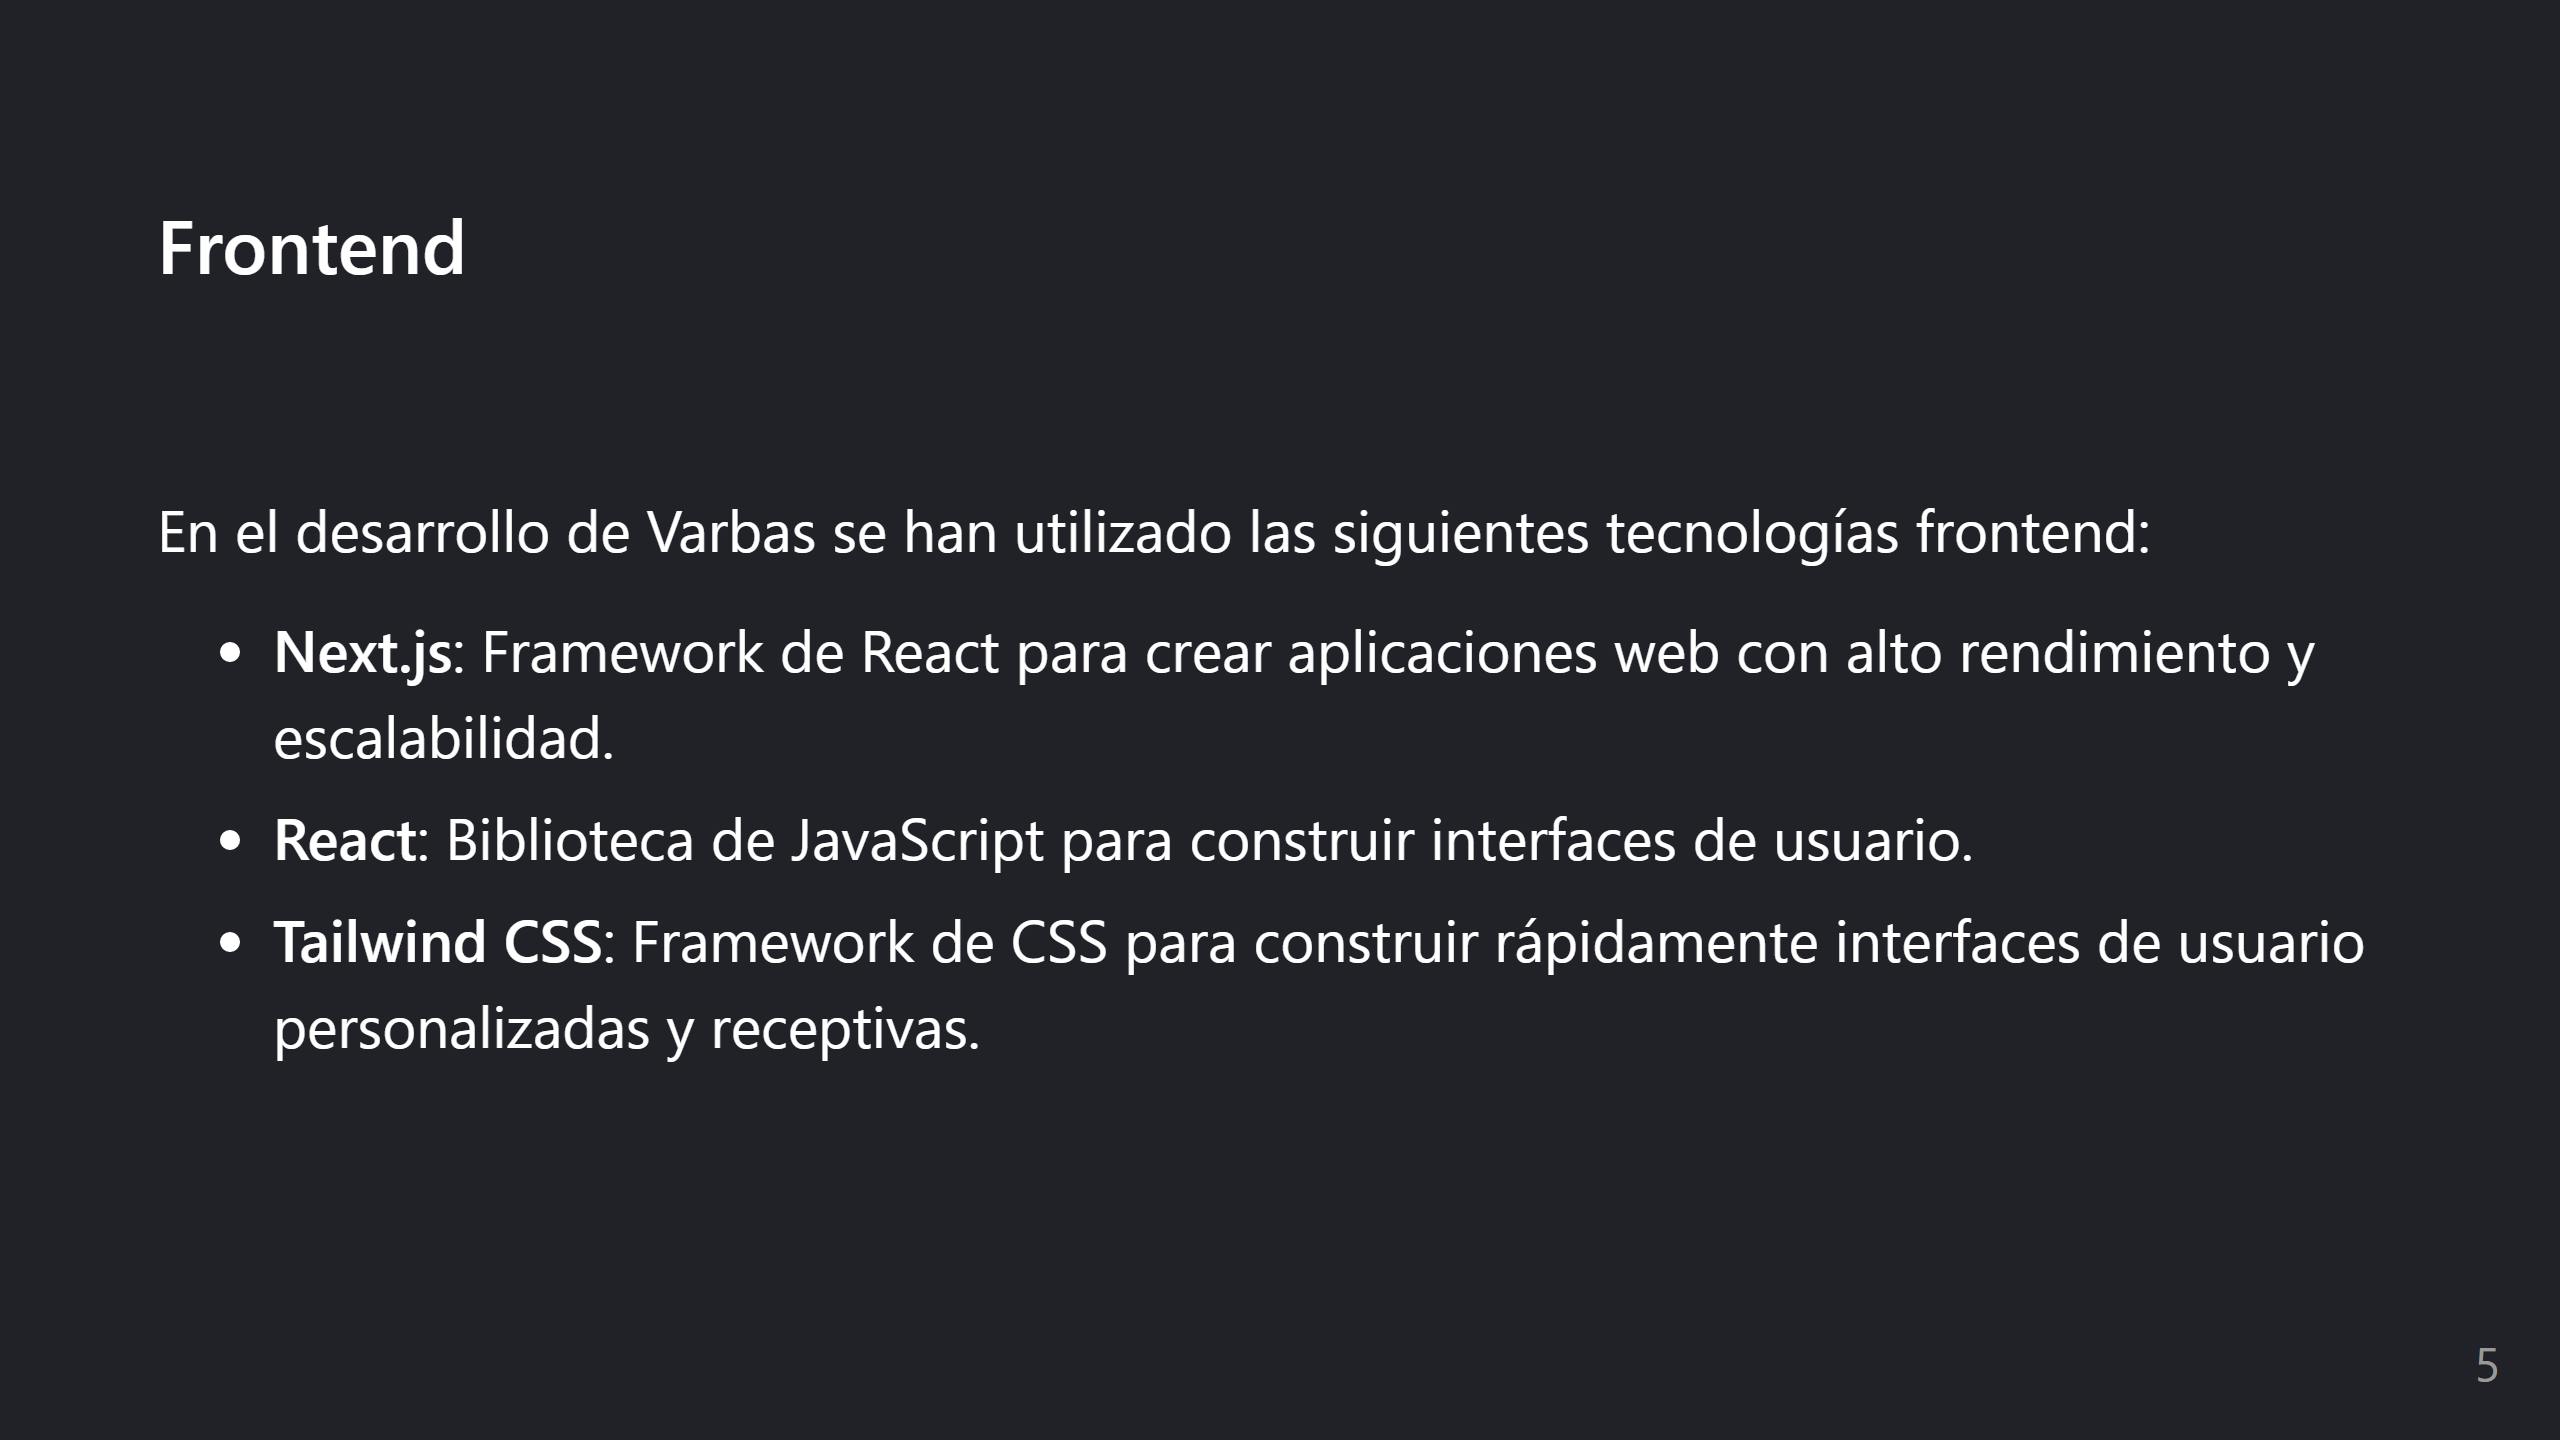 Frontend
En el desarrollo de Varbas se han utilizado las siguientes tecnologías frontend:
• Next.js: Framework de React para crear aplicaciones web con alto rendimiento y
escalabilidad.
• React: Biblioteca de JavaScript para construir interfaces de usuario.
• Tailwind CSS: Framework de CSS para construir rápidamente interfaces de usuario
personalizadas y receptivas.
5